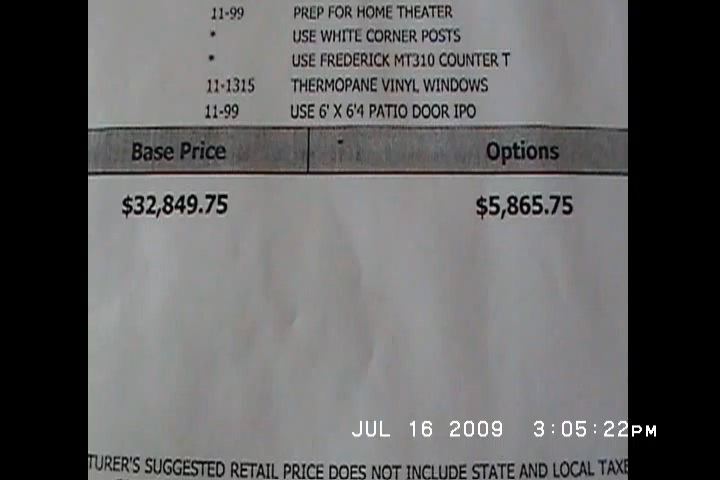 11-99 PREP FOR HOME THEATER
* USE WHITE CORNER POSTS
* USE FREDERICK MT310 COUNTER T
11-1315 THERMOPANE VINYL WINDOWS
11-99 USE 6' X 6'4 PATIO DOOR IPO
Base Price Options
$32,849.75 $5,865.75
JUL 16 2009 3:05:22PM
TURER'S SUGGESTED RETAIL PRICE DOES NOT INCLUDE STATE AND LOCAL TAXE